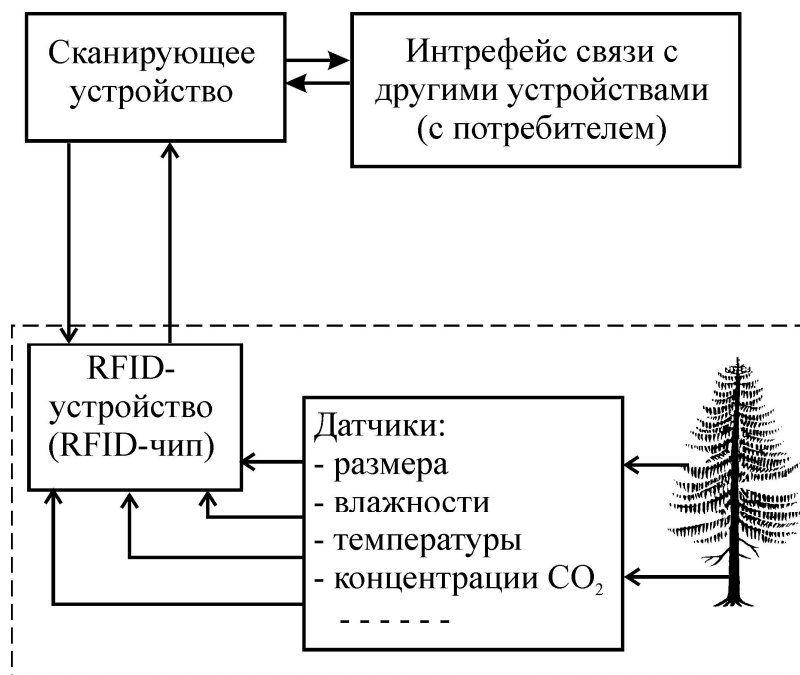 Сканирующее
устройство
Интрефейс связи с
другими устройствами
(с потребителем)
RFID-
устройство
(RFID-чип)
Датчики:
- размера
- влажности
- температуры
- концентрации CO₂
- - - - - -